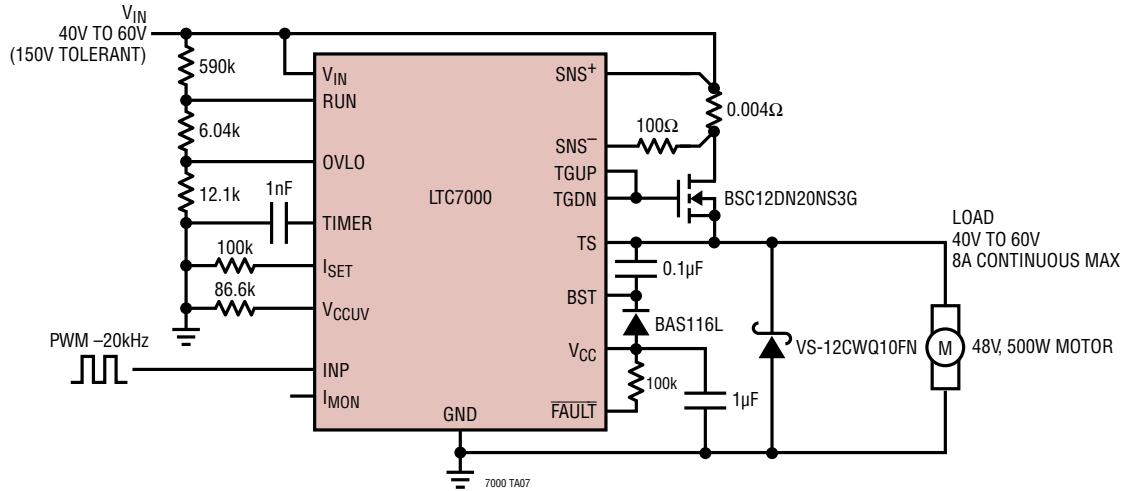 VIN
40V TO 60V
(150V TOLERANT)
590k
6.04k
12.1k
1nF
100k
86.6k
PWM –20kHz
VIN
RUN
OVLO
TIMER
ISET
VCCUV
INP
IMON
LTC7000
GND
SNS+
SNS–
TGUP
TGDN
TS
BST
VCC
FAULT
0.004Ω
100Ω
BSC12DN20NS3G
0.1µF
BAS116L
100k
1µF
VS-12CWQ10FN
LOAD
40V TO 60V
8A CONTINUOUS MAX
M
48V, 500W MOTOR
7000 TA07